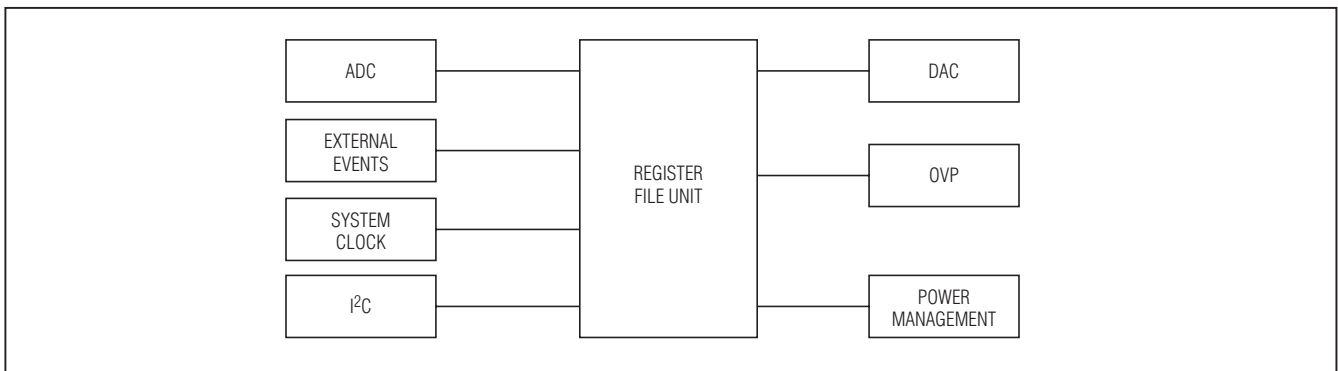 ADC
EXTERNAL
EVENTS
SYSTEM
CLOCK
I²C
REGISTER
FILE UNIT
DAC
OVP
POWER
MANAGEMENT